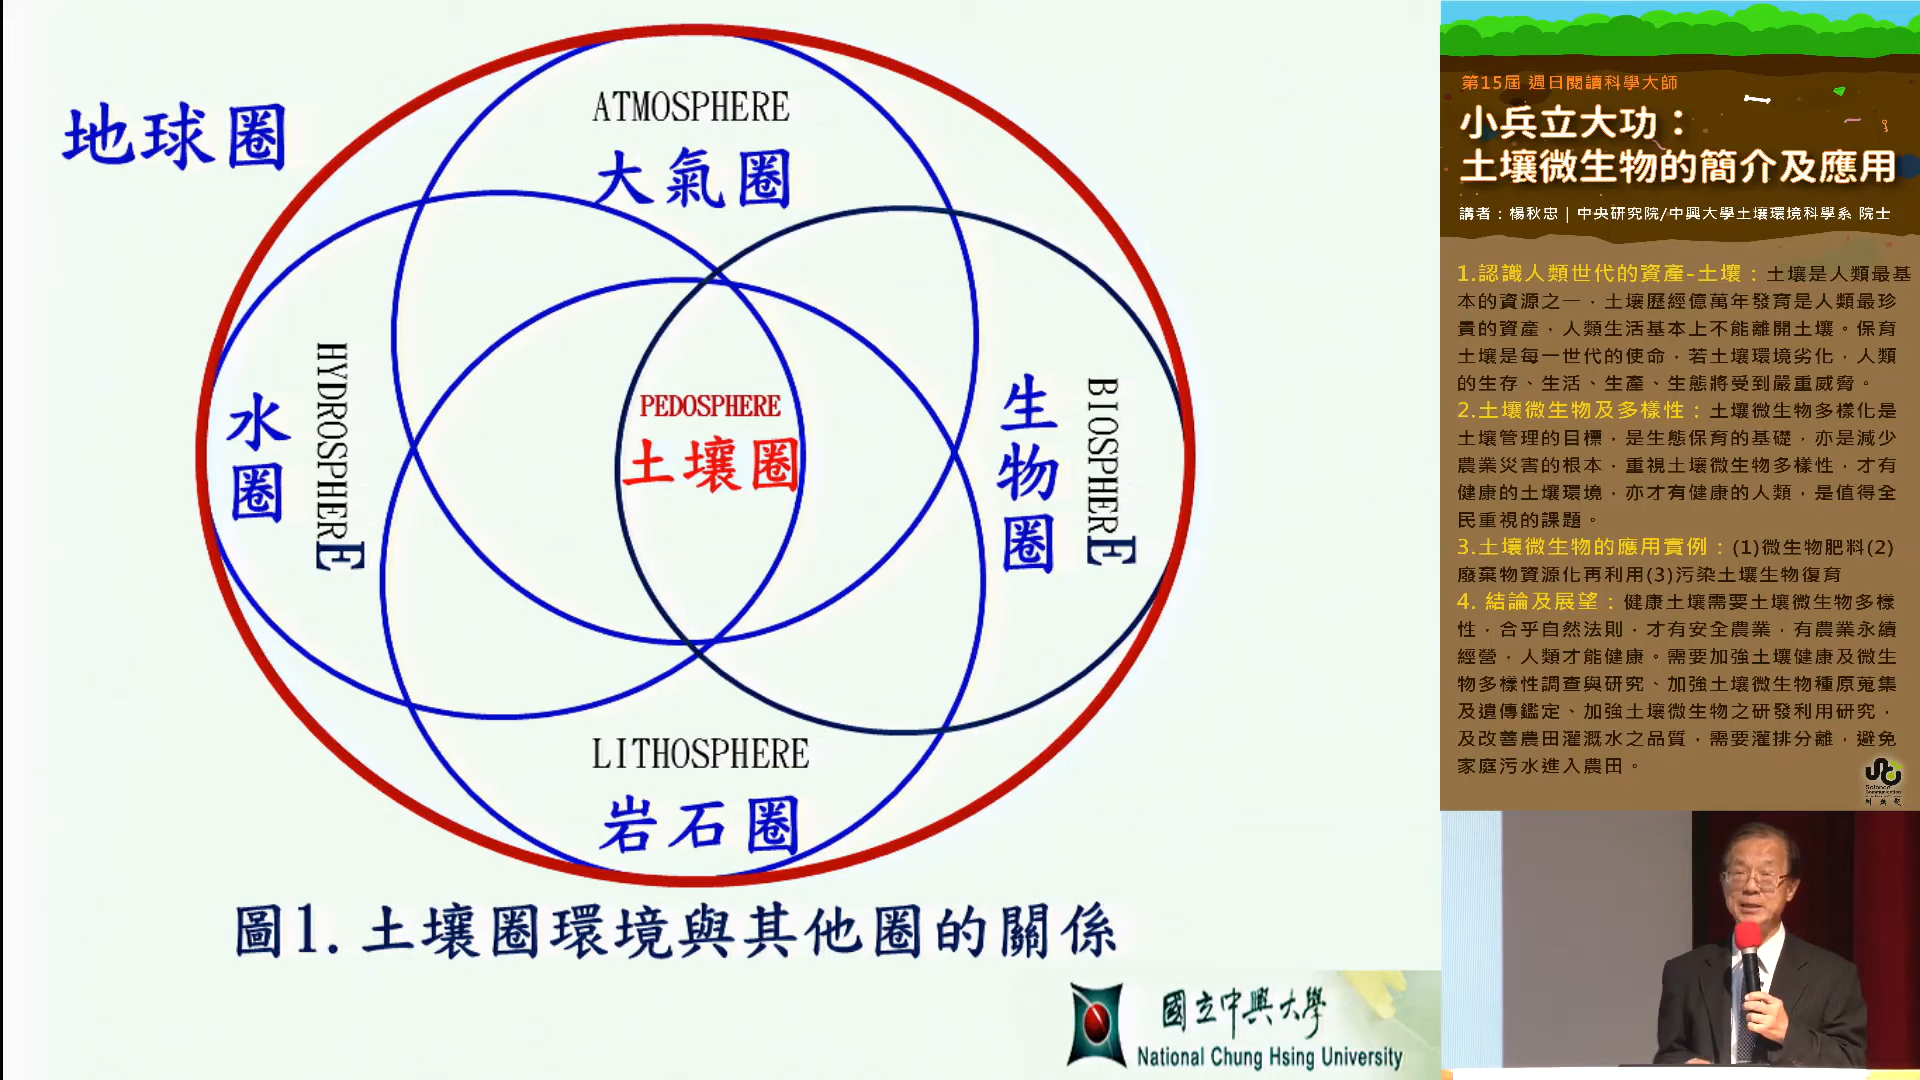 地球圈
ATMOSPHERE
大氣圈
水圈
HYDROSPHERE
PEDOSPHERE
土壤圈
生物圈
BIOSPHERE
LITHOSPHERE
岩石圈
圖1.土壤圈環境與其他圈的關係
國立中興大學
National Chung Hsing University
第15屆 週日閱讀科學大師
小兵立大功：
土壤微生物的簡介及應用
講者：楊秋忠｜中央研究院/中興大學土壤環境科學系 院士
1.認識人類世代的資產-土壤：土壤是人類最基
本的資源之一，土壤歷經億萬年發育是人類最珍
貴的資產，人類生活基本上不能離開土壤。保育
土壤是每一世代的使命，若土壤環境劣化，人類
的生存、生活、生產、生態將受到嚴重威脅。
2.土壤微生物及多樣性：土壤微生物多樣化是
土壤管理的目標，是生態保育的基礎，亦是減少
農業災害的根本，重視土壤微生物多樣性，才有
健康的土壤環境，亦才有健康的人類，是值得全
民重視的課題。
3.土壤微生物的應用實例：(1)微生物肥料(2)
廢棄物資源化再利用(3)污染土壤生物復育
4. 結論及展望：健康土壤需要土壤微生物多樣
性，合乎自然法則，才有安全農業，有農業永續
經營，人類才能健康。需要加強土壤健康及微生
物多樣性調查與研究、加強土壤微生物種原蒐集
及遺傳鑑定、加強土壤微生物之研發利用研究，
及改善農田灌溉水之品質，需要灌排分離，避免
家庭污水進入農田。
Science
Communication